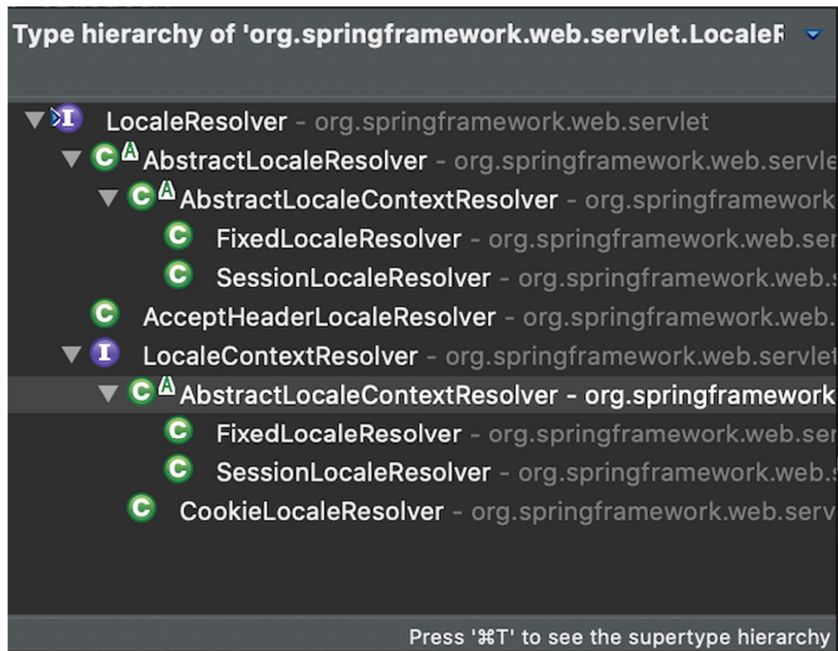 Type hierarchy of 'org.springframework.web.servlet.LocaleR
LocaleResolver - org.springframework.web.servlet
AbstractLocaleResolver - org.springframework.web.servle
AbstractLocaleContextResolver - org.springframework
FixedLocaleResolver - org.springframework.web.ser
SessionLocaleResolver - org.springframework.web.s
AcceptHeaderLocaleResolver - org.springframework.web.
LocaleContextResolver - org.springframework.web.servlet
AbstractLocaleContextResolver - org.springframework
FixedLocaleResolver - org.springframework.web.ser
SessionLocaleResolver - org.springframework.web.s
CookieLocaleResolver - org.springframework.web.serv
Press '⌘T' to see the supertype hierarchy